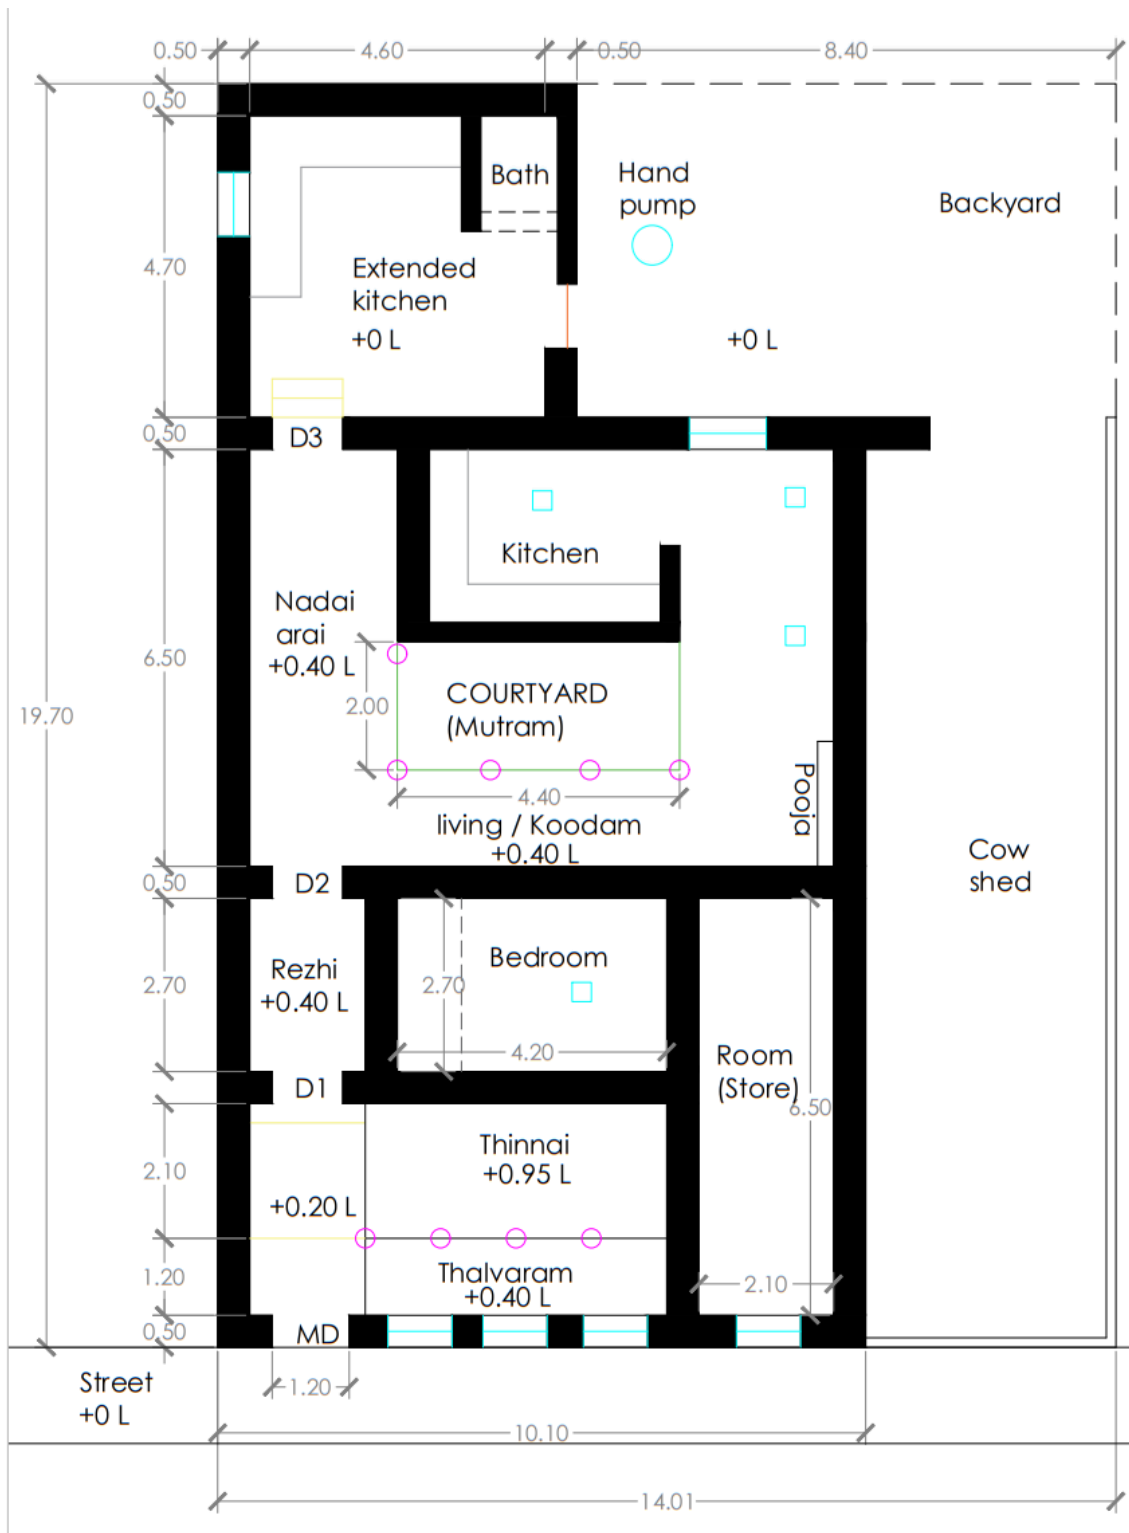 0.50
4.60
0.50
8.40
0.50
Bath
Hand
pump
Backyard
4.70
Extended
kitchen
+0 L
+0 L
0.50
D3
Kitchen
Nadai
arai
+0.40 L
6.50
19.70
2.00
COURTYARD
(Mutram)
4.40
Pooja
living / Koodam
+0.40 L
Cow
shed
0.50
D2
Rezhi
+0.40 L
2.70
2.70
Bedroom
4.20
Room
(Store)
6.50
D1
Thinnai
+0.95 L
2.10
+0.20 L
Thalvaram
+0.40 L
1.20
2.10
0.50
MD
Street
+0 L
1.20
10.10
14.01